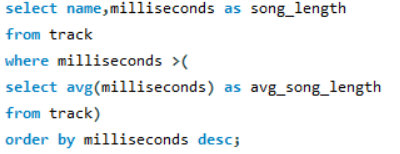 select name,milliseconds as song_length
from track
where milliseconds >(
select avg(milliseconds) as avg_song_length
from track)
order by milliseconds desc;